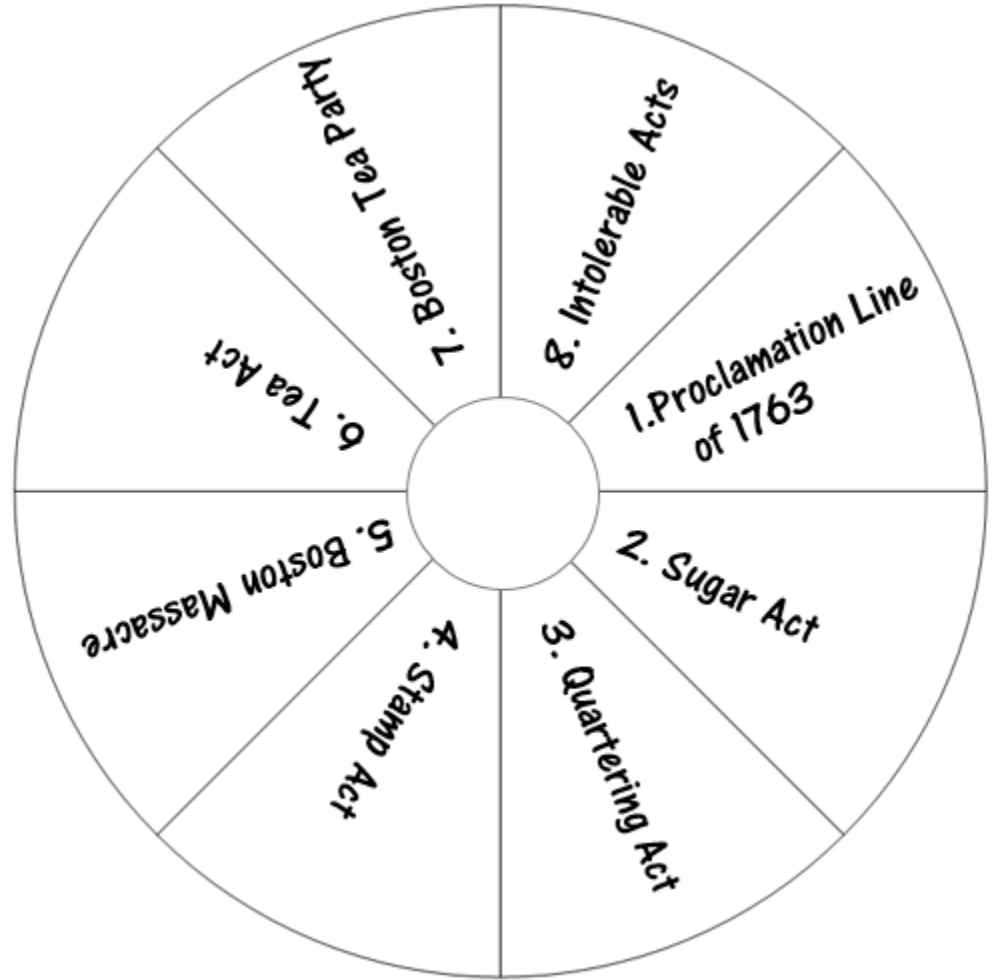 1.Proclamation Line
of 1763
2. Sugar Act
3. Quartering Act
4. Stamp Act
5. Boston Massacre
6. Tea Act
7. Boston Tea Party
8. Intolerable Acts